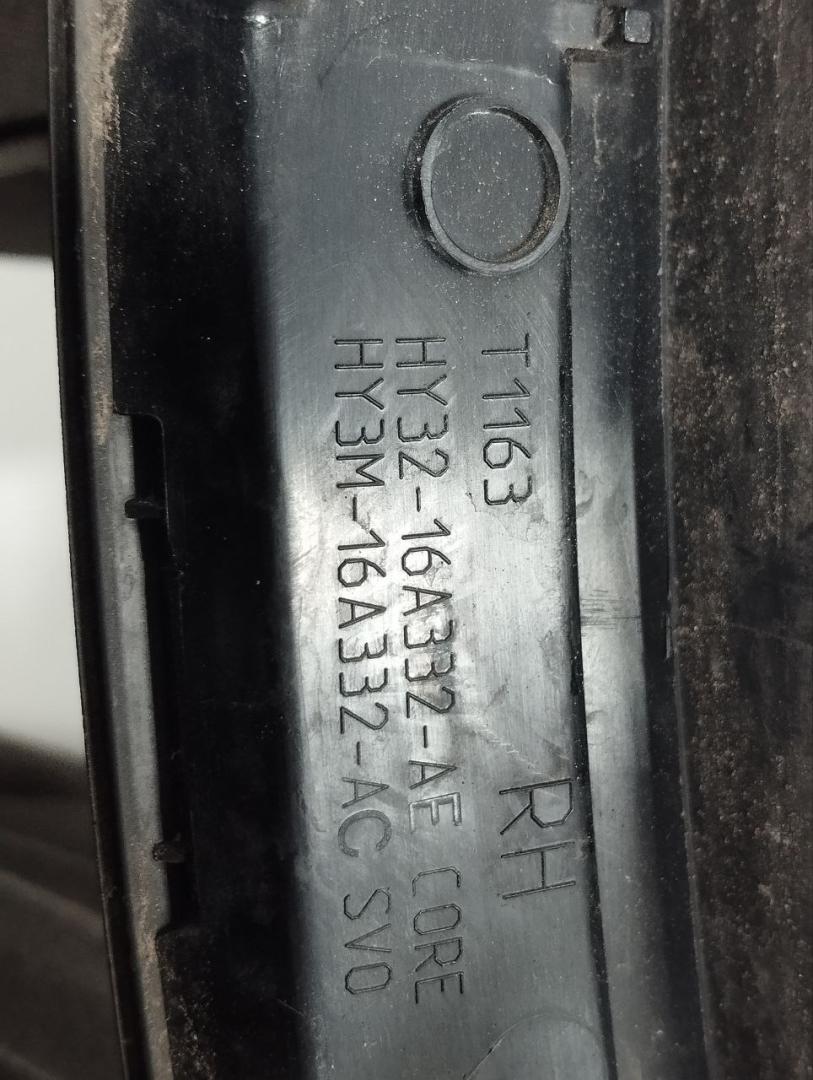 T1163
RH
HY32-16A332-AE CORE
HY3M-16A332-AC SVO